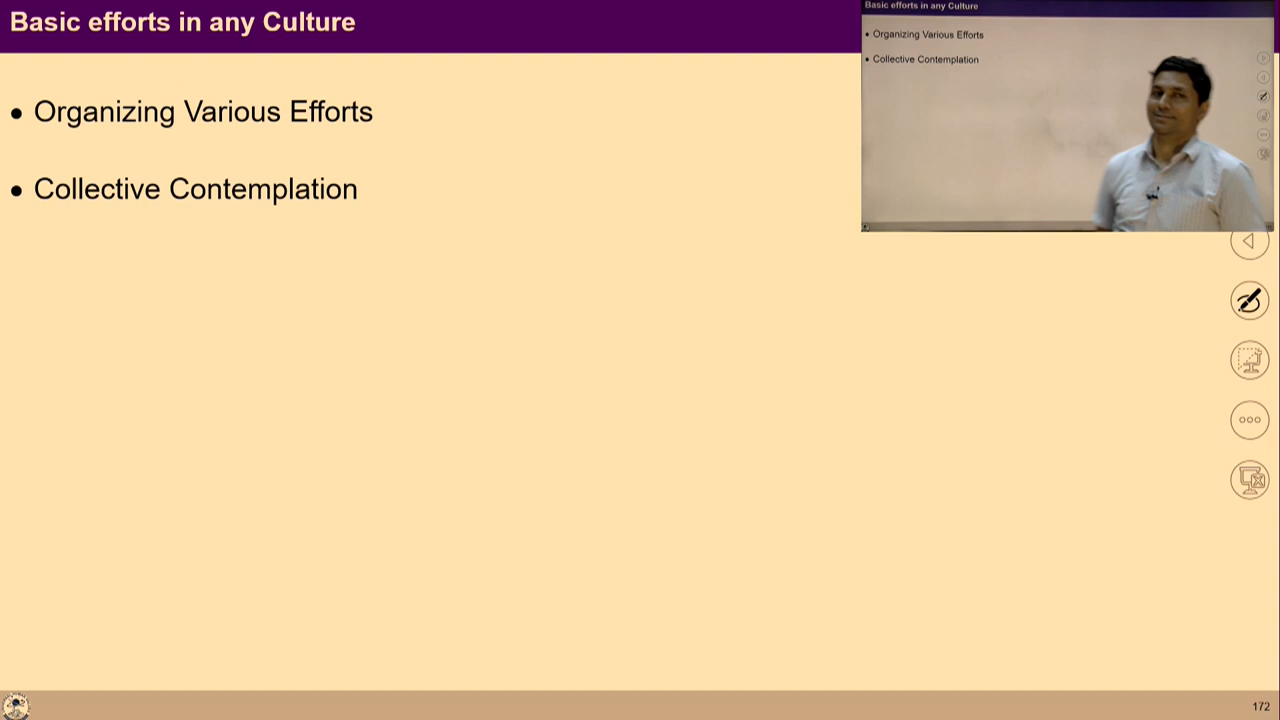 Basic efforts in any Culture
• Organizing Various Efforts
• Collective Contemplation
Basic efforts in any Culture
• Organizing Various Efforts
• Collective Contemplation
172